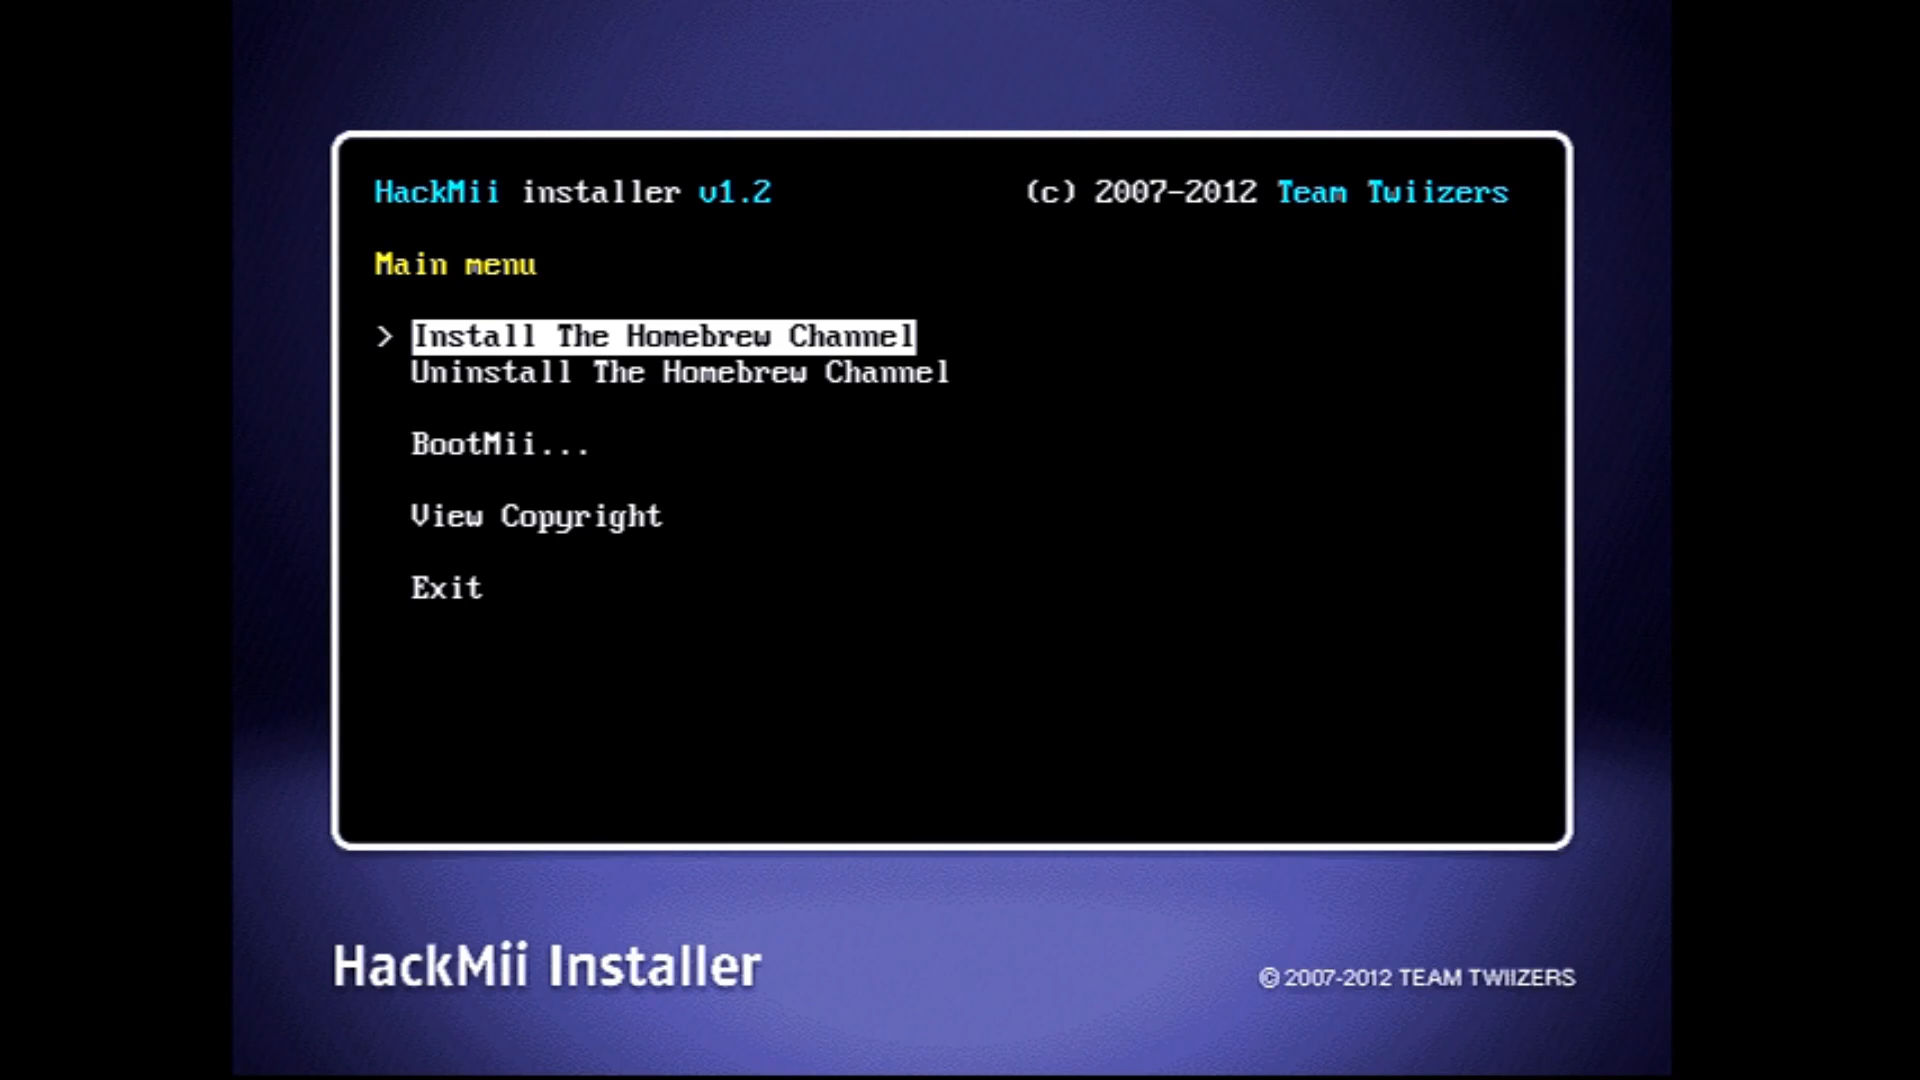 HackMii installer v1.2 (c) 2007-2012 Team Twiizers
Main menu
> Install The Homebrew Channel
Uninstall The Homebrew Channel
BootMii...
View Copyright
Exit
HackMii Installer
© 2007-2012 TEAM TWIIZERS